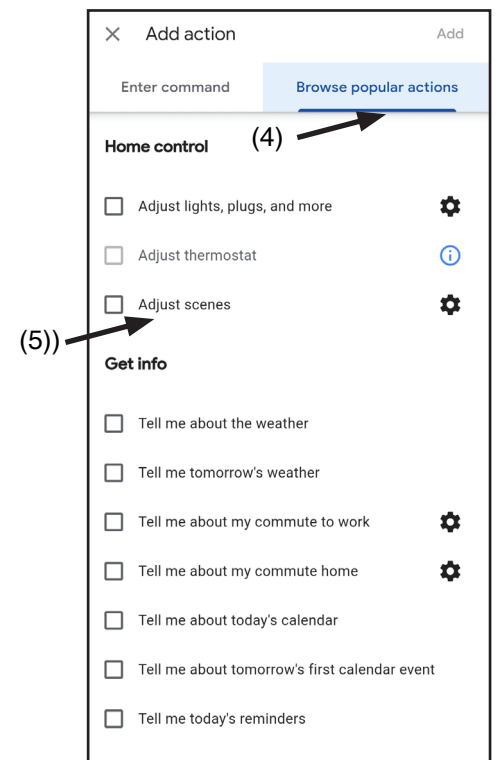 Add action Add
Enter command Browse popular actions
(4)
Home control
Adjust lights, plugs, and more
Adjust thermostat
Adjust scenes
(5))
Get info
Tell me about the weather
Tell me tomorrow's weather
Tell me about my commute to work
Tell me about my commute home
Tell me about today's calendar
Tell me about tomorrow's first calendar event
Tell me today's reminders